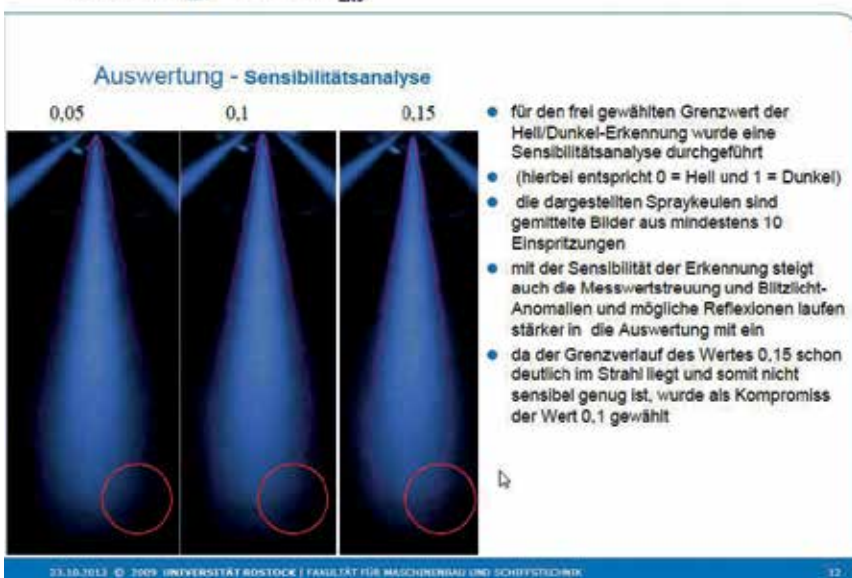 Auswertung - Sensibilitätsanalyse
0,05 0,1 0,15
für den frei gewählten Grenzwert der
Hell/Dunkel-Erkennung wurde eine
Sensibilitätsanalyse durchgeführt
(hierbei entspricht 0 = Hell und 1 = Dunkel)
die dargestellten Spraykeulen sind
gemittelte Bilder aus mindestens 10
Einspritzungen
mit der Sensibilität der Erkennung steigt
auch die Messwertstreuung und Blitzlicht-
Anomalien und mögliche Reflexionen laufen
stärker in die Auswertung mit ein
da der Grenzverlauf des Wertes 0,15 schon
deutlich im Strahl liegt und somit nicht
sensibel genug ist, wurde als Kompromiss
der Wert 0,1 gewählt
23.10.2013 © 2009 UNIVERSITÄT ROSTOCK | FAKULTÄT FÜR MASCHINENBAU UND SCHIFFSTECHNIK 12